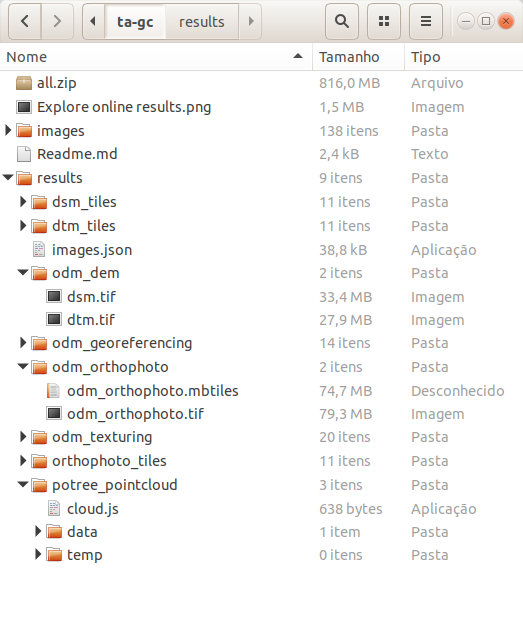 ta-gc results
Nome Tamanho Tipo
all.zip 816,0 MB Arquivo
Explore online results.png 1,5 MB Imagem
images 138 itens Pasta
Readme.md 2,4 kB Texto
results 9 itens Pasta
dsm_tiles 11 itens Pasta
dtm_tiles 11 itens Pasta
images.json 38,8 kB Aplicação
odm_dem 2 itens Pasta
dsm.tif 33,4 MB Imagem
dtm.tif 27,9 MB Imagem
odm_georeferencing 14 itens Pasta
odm_orthophoto 2 itens Pasta
odm_orthophoto.mbtiles 74,7 MB Desconhecido
odm_orthophoto.tif 79,3 MB Imagem
odm_texturing 20 itens Pasta
orthophoto_tiles 11 itens Pasta
potree_pointcloud 3 itens Pasta
cloud.js 638 bytes Aplicação
data 1 item Pasta
temp 0 itens Pasta